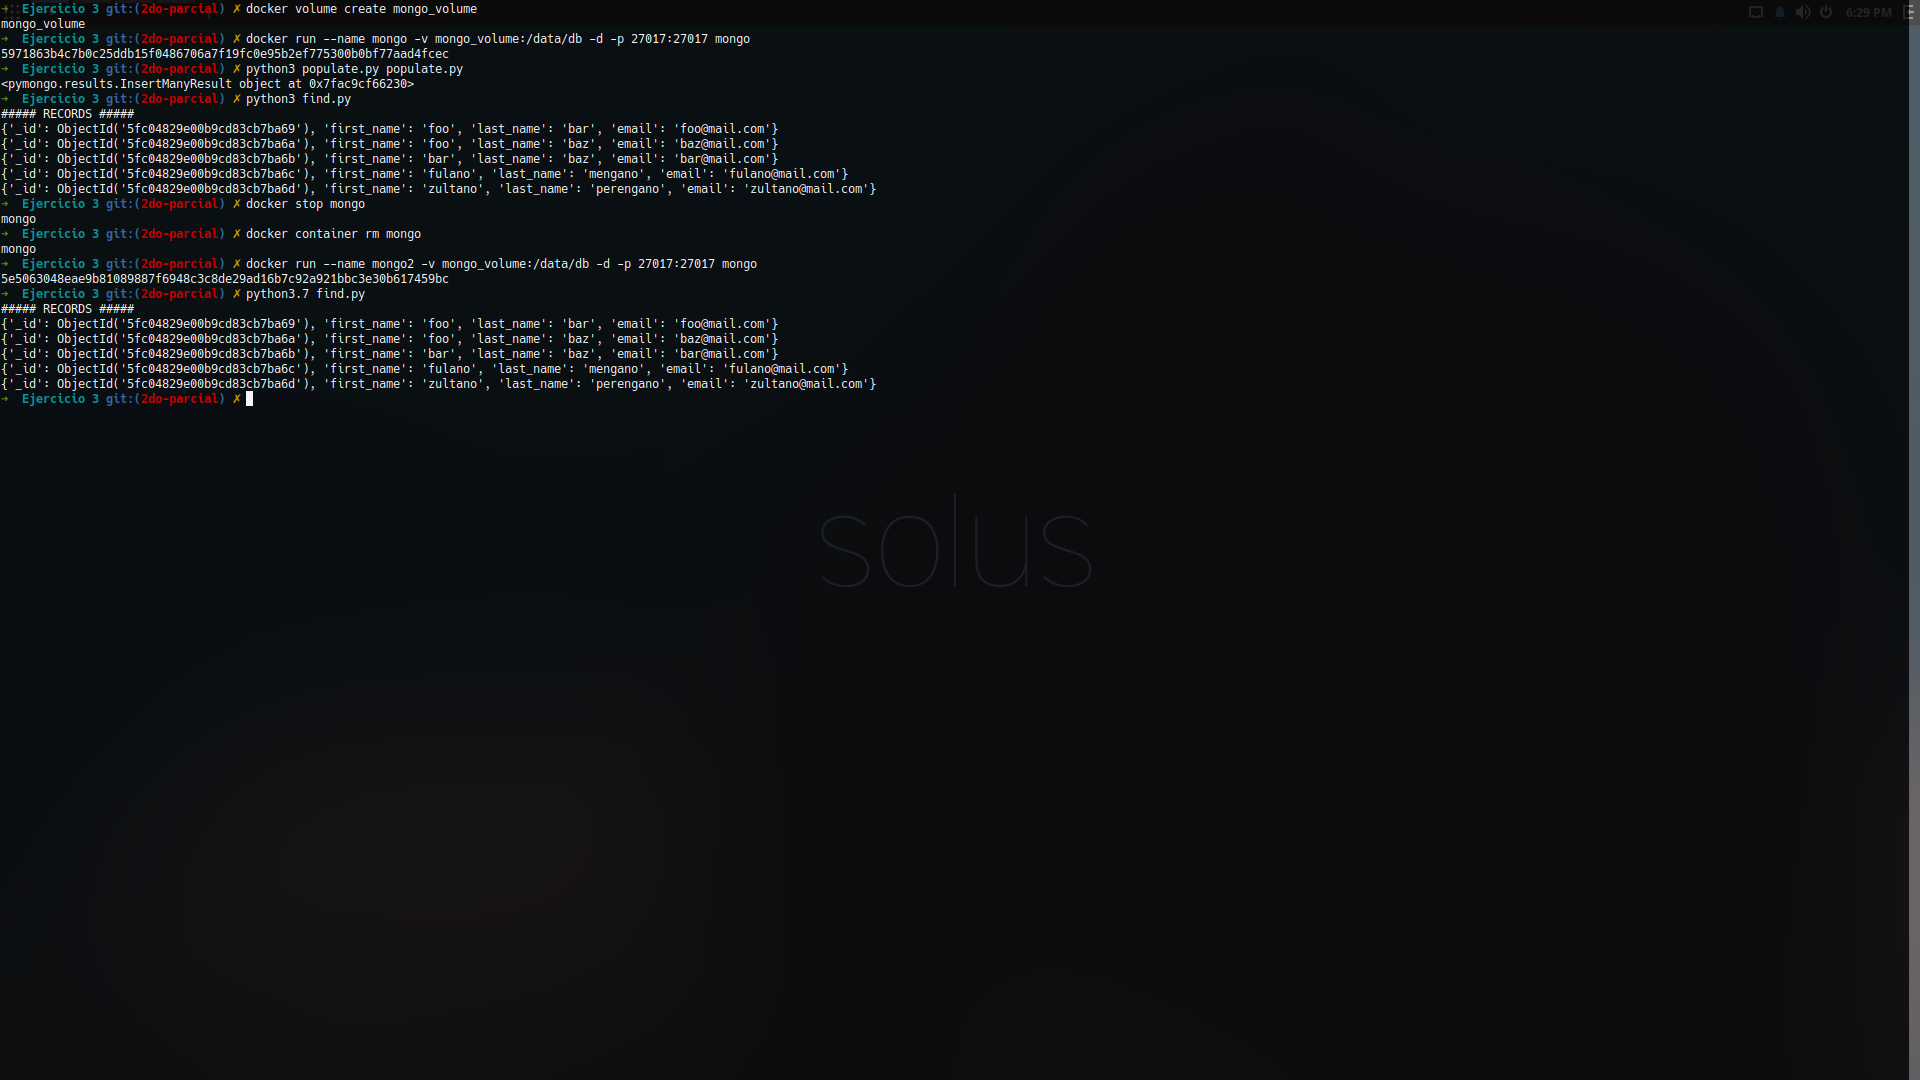 ➜  Ejercicio 3 git:(2do-parcial) ✗ docker volume create mongo_volume
6:29 PM
mongo_volume
➜  Ejercicio 3 git:(2do-parcial) ✗ docker run --name mongo -v mongo_volume:/data/db -d -p 27017:27017 mongo
5971863b4c7b0c25ddb15f0486706a7f19fc0e95b2ef775300b0bf77aad4fcec
➜  Ejercicio 3 git:(2do-parcial) ✗ python3 populate.py populate.py
<pymongo.results.InsertManyResult object at 0x7fac9cf66230>
➜  Ejercicio 3 git:(2do-parcial) ✗ python3 find.py
##### RECORDS #####
{'_id': ObjectId('5fc04829e00b9cd83cb7ba69'), 'first_name': 'foo', 'last_name': 'bar', 'email': 'foo@mail.com'}
{'_id': ObjectId('5fc04829e00b9cd83cb7ba6a'), 'first_name': 'foo', 'last_name': 'baz', 'email': 'baz@mail.com'}
{'_id': ObjectId('5fc04829e00b9cd83cb7ba6b'), 'first_name': 'bar', 'last_name': 'baz', 'email': 'bar@mail.com'}
{'_id': ObjectId('5fc04829e00b9cd83cb7ba6c'), 'first_name': 'fulano', 'last_name': 'mengano', 'email': 'fulano@mail.com'}
{'_id': ObjectId('5fc04829e00b9cd83cb7ba6d'), 'first_name': 'zultano', 'last_name': 'perengano', 'email': 'zultano@mail.com'}
➜  Ejercicio 3 git:(2do-parcial) ✗ docker stop mongo
mongo
➜  Ejercicio 3 git:(2do-parcial) ✗ docker container rm mongo
mongo
➜  Ejercicio 3 git:(2do-parcial) ✗ docker run --name mongo2 -v mongo_volume:/data/db -d -p 27017:27017 mongo
5e5063048eae9b81089887f6948c3c8de29ad16b7c92a921bbc3e30b617459bc
➜  Ejercicio 3 git:(2do-parcial) ✗ python3.7 find.py
##### RECORDS #####
{'_id': ObjectId('5fc04829e00b9cd83cb7ba69'), 'first_name': 'foo', 'last_name': 'bar', 'email': 'foo@mail.com'}
{'_id': ObjectId('5fc04829e00b9cd83cb7ba6a'), 'first_name': 'foo', 'last_name': 'baz', 'email': 'baz@mail.com'}
{'_id': ObjectId('5fc04829e00b9cd83cb7ba6b'), 'first_name': 'bar', 'last_name': 'baz', 'email': 'bar@mail.com'}
{'_id': ObjectId('5fc04829e00b9cd83cb7ba6c'), 'first_name': 'fulano', 'last_name': 'mengano', 'email': 'fulano@mail.com'}
{'_id': ObjectId('5fc04829e00b9cd83cb7ba6d'), 'first_name': 'zultano', 'last_name': 'perengano', 'email': 'zultano@mail.com'}
➜  Ejercicio 3 git:(2do-parcial) ✗
solus